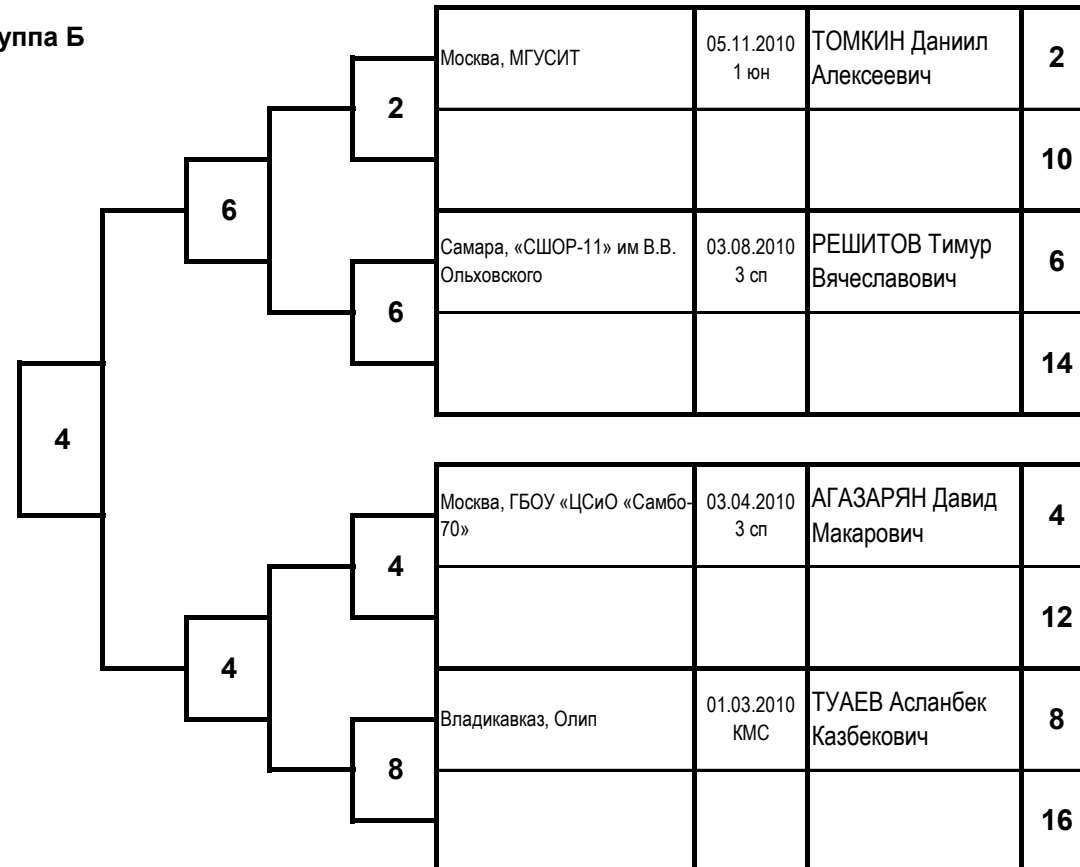 уппа Б
Москва, МГУСИТ
05.11.2010
1 юн
ТОМКИН Даниил
Алексеевич
2
2
10
6
Самара, «СШОР-11» им В.В.
Ольховского
03.08.2010
3 сп
РЕШИТОВ Тимур
Вячеславович
6
6
14
4
Москва, ГБОУ «ЦСиО «Самбо-
70»
03.04.2010
3 сп
АГАЗАРЯН Давид
Макарович
4
4
12
4
Владикавказ, Олип
01.03.2010
КМС
ТУАЕВ Асланбек
Казбекович
8
8
16